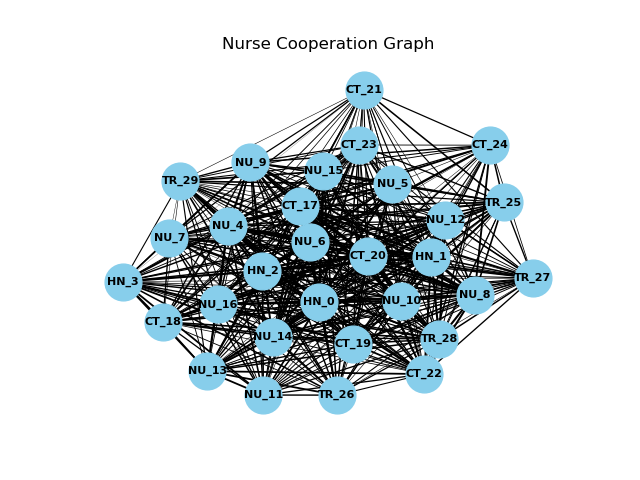 Nurse Cooperation Graph
CT_21
CT_23
CT_24
NU_9
NU_15
TR_29
NU_5
TR_25
CT_17
NU_12
NU_4
NU_7
NU_6
CT_20
HN_1
HN_2
TR_27
HN_3
NU_8
NU_16
HN_0
NU_10
CT_18
NU_14
TR_28
CT_19
NU_13
CT_22
NU_11
TR_26